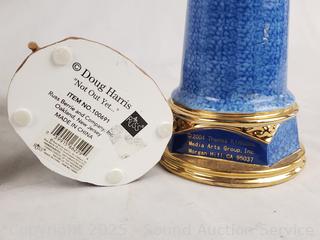 © Doug Harris
"Not Out Yet..."
ITEM NO. 100691
Russ Berrie and Company, Inc.
Oakland, New Jersey
MADE IN CHINA
RUSS
© 2004 Thomas
Media Arts Group, Inc.
Morgan Hill CA 95037
Copyright 2025 - Sound Auction Service